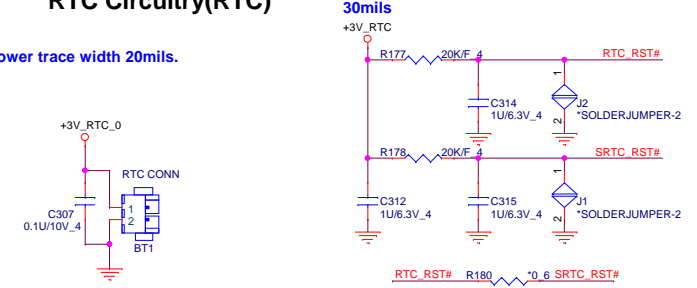 RTC Circuitry(RTC)
30mils
+3V_RTC
ower trace width 20mils.
R177 20K/F_4 RTC_RST#
1
C314 J2
1U/6.3V_4 *SOLDERJUMPER-2
2
+3V_RTC_0
R178 20K/F_4 SRTC_RST#
RTC CONN
1
C312 C315 J1
1U/6.3V_4 1U/6.3V_4 *SOLDERJUMPER-2
2
1
2
C307
0.1U/10V_4
BT1
RTC_RST# R180 *0_6 SRTC_RST#